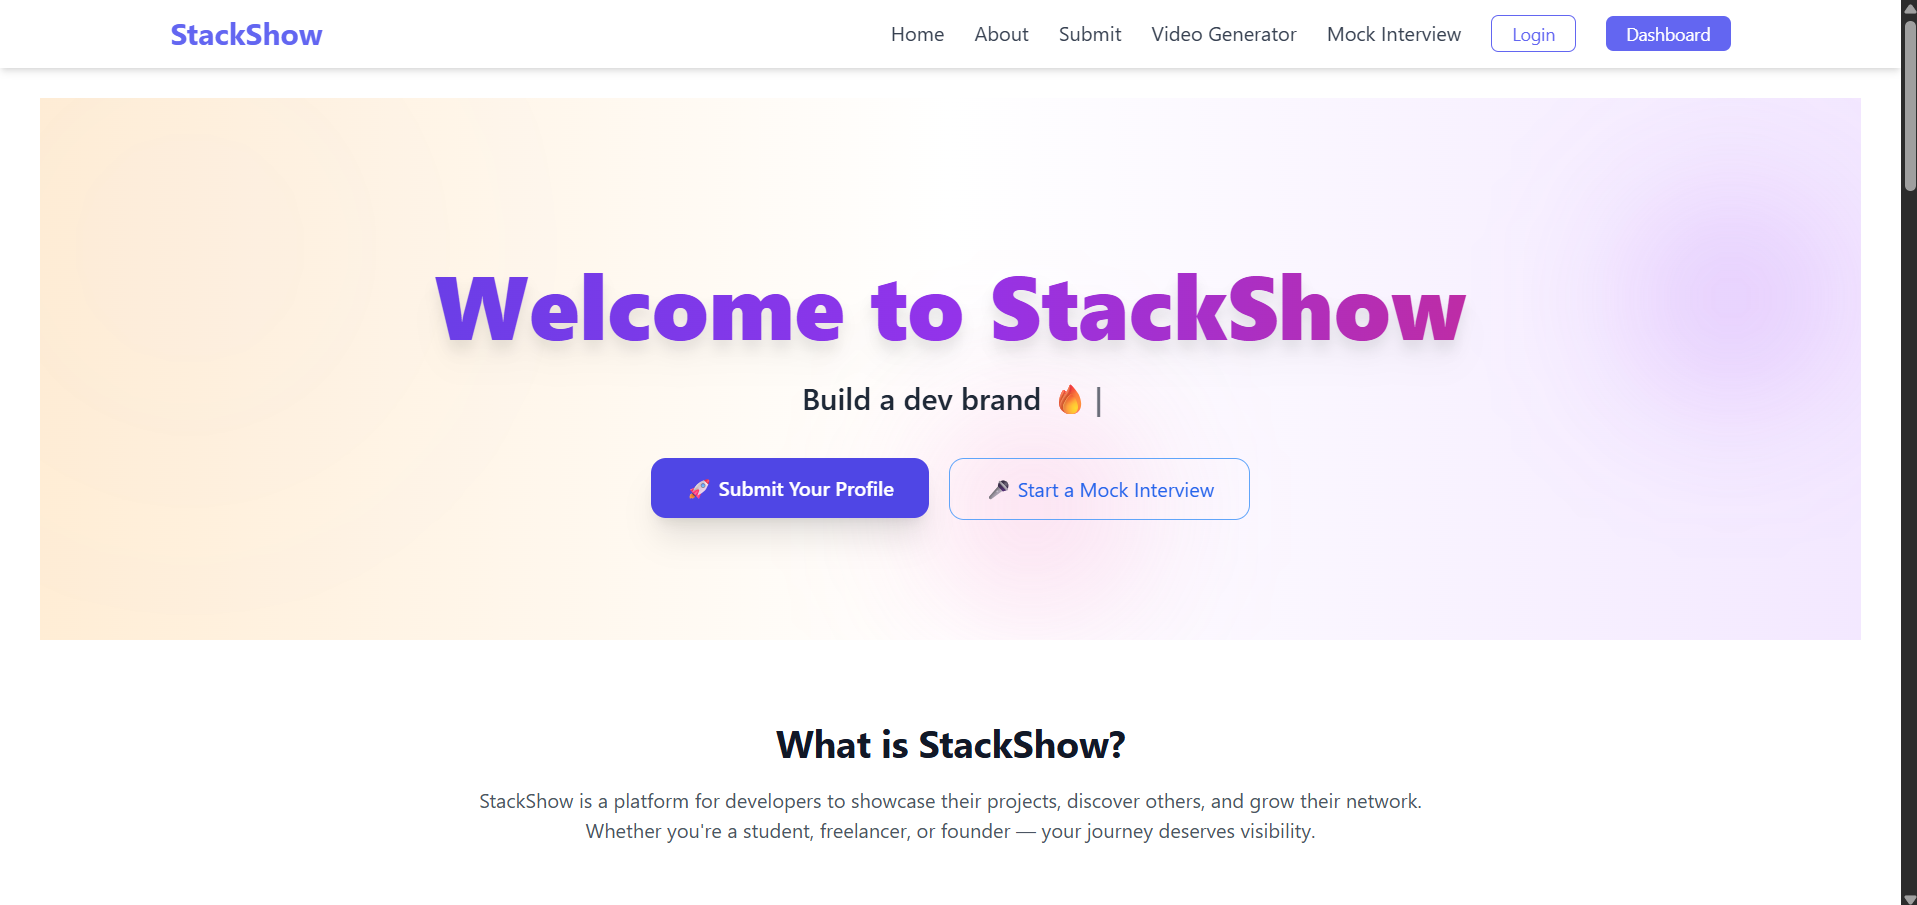 StackShow
Home About Submit Video Generator Mock Interview Login Dashboard
Welcome to StackShow
Build a dev brand 🔥 |
🚀 Submit Your Profile
🎤 Start a Mock Interview
What is StackShow?
StackShow is a platform for developers to showcase their projects, discover others, and grow their network.
Whether you're a student, freelancer, or founder — your journey deserves visibility.